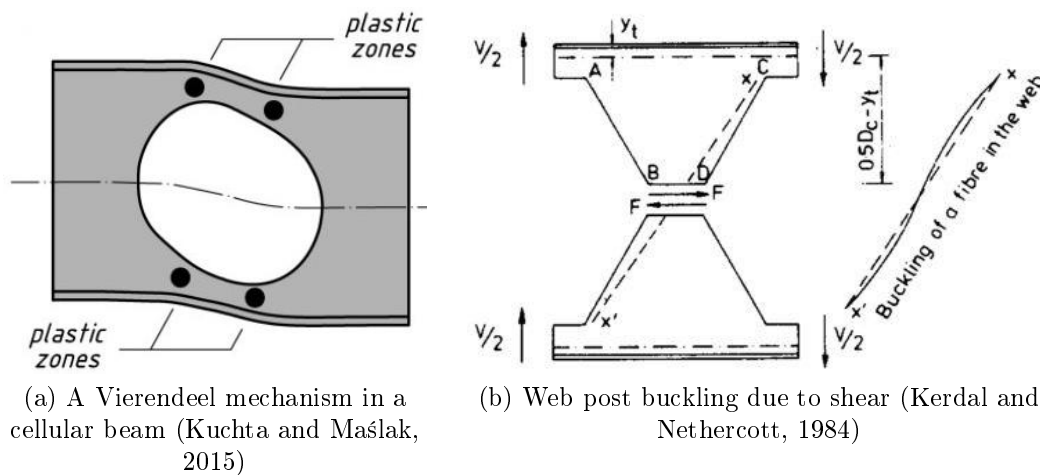 plastic
zones
plastic
zones
V/2
y_t
V/2
A
C
x
0.5D_c-y_t
B
D
F
F
x'
V/2
V/2
x
x'
Buckling of a fibre in the web
(a) A Vierendeel mechanism in a
cellular beam (Kuchta and Maślak,
2015)
(b) Web post buckling due to shear (Kerdal and
Nethercott, 1984)